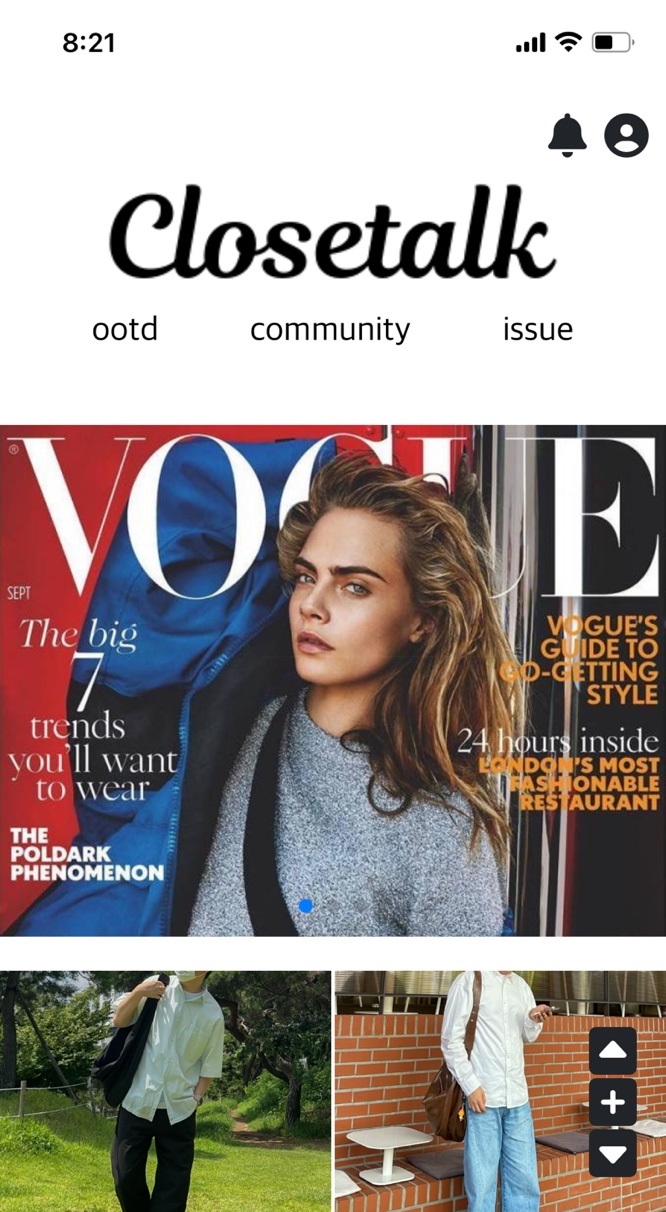 8:21
Closetalk
ootd community issue
VOGUE
®
SEPT
The big
7
trends
you'll want
to wear
THE
POLDARK
PHENOMENON
VOGUE'S
GUIDE TO
GO-GETTING
STYLE
24 hours inside
LONDON'S MOST
FASHIONABLE
RESTAURANT